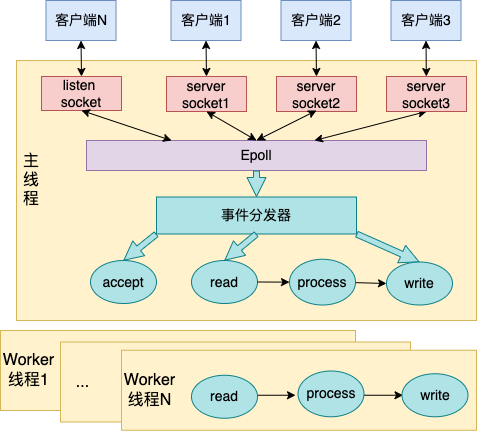 客户端N
客户端1
客户端2
客户端3
listen
socket
server
socket1
server
socket2
server
socket3
Epoll
主
线
程
事件分发器
accept
read
process
write
Worker
线程1
...
Worker
线程N
read
process
write